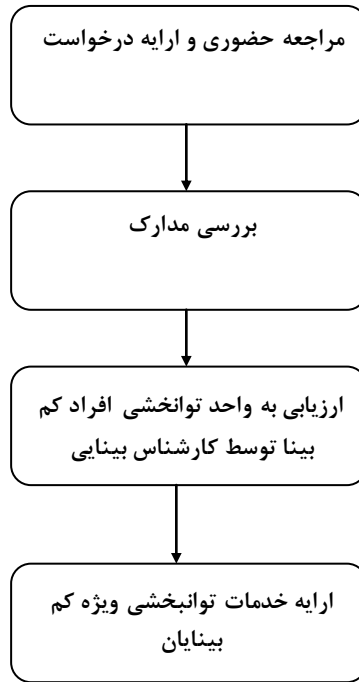 مراجعه حضوری و ارایه درخواست
بررسی مدارک
ارزیابی به واحد توانخشی افراد کم
بینا توسط کارشناس بینایی
ارایه خدمات توانبخشی ویژه کم
بینایان